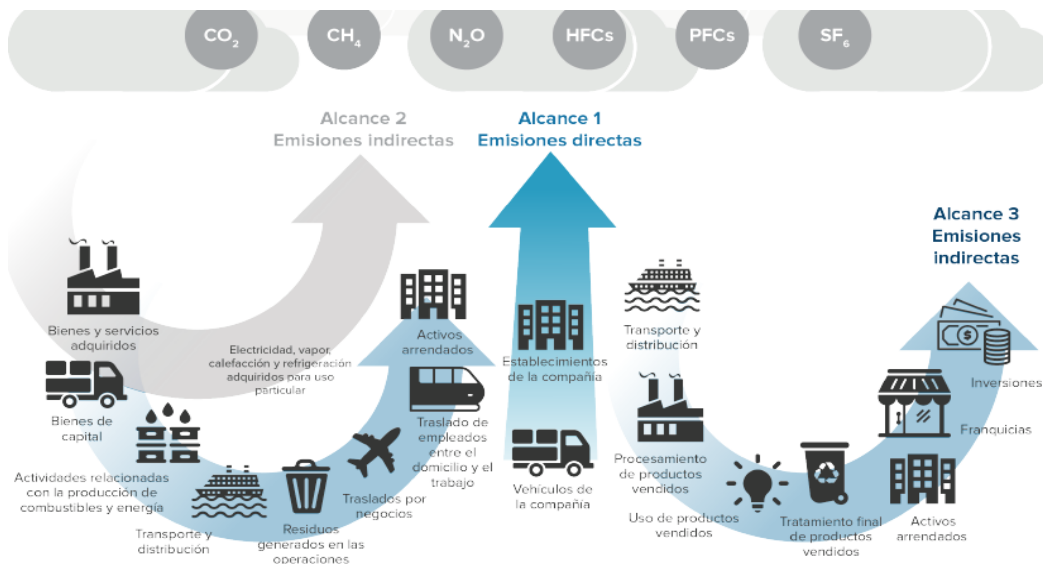 CO₂
CH₄
N₂O
HFCs
PFCs
SF₆
Alcance 2
Emisiones indirectas
Alcance 1
Emisiones directas
Alcance 3
Emisiones
indirectas
Bienes y servicios
adquiridos
Bienes de
capital
Actividades relacionadas
con la producción de
combustibles y energía
Transporte y
distribución
Residuos
generados en las
operaciones
Traslados por
negocios
Traslado de
empleados
entre el
domicilio y el
trabajo
Activos
arrendados
Electricidad, vapor,
calefacción y refrigeración
adquiridos para uso
particular
Establecimientos
de la compañía
Vehículos de
la compañía
Transporte y
distribución
Procesamiento
de productos
vendidos
Uso de productos
vendidos
Tratamiento final
de productos
vendidos
Activos
arrendados
Franquicias
Inversiones